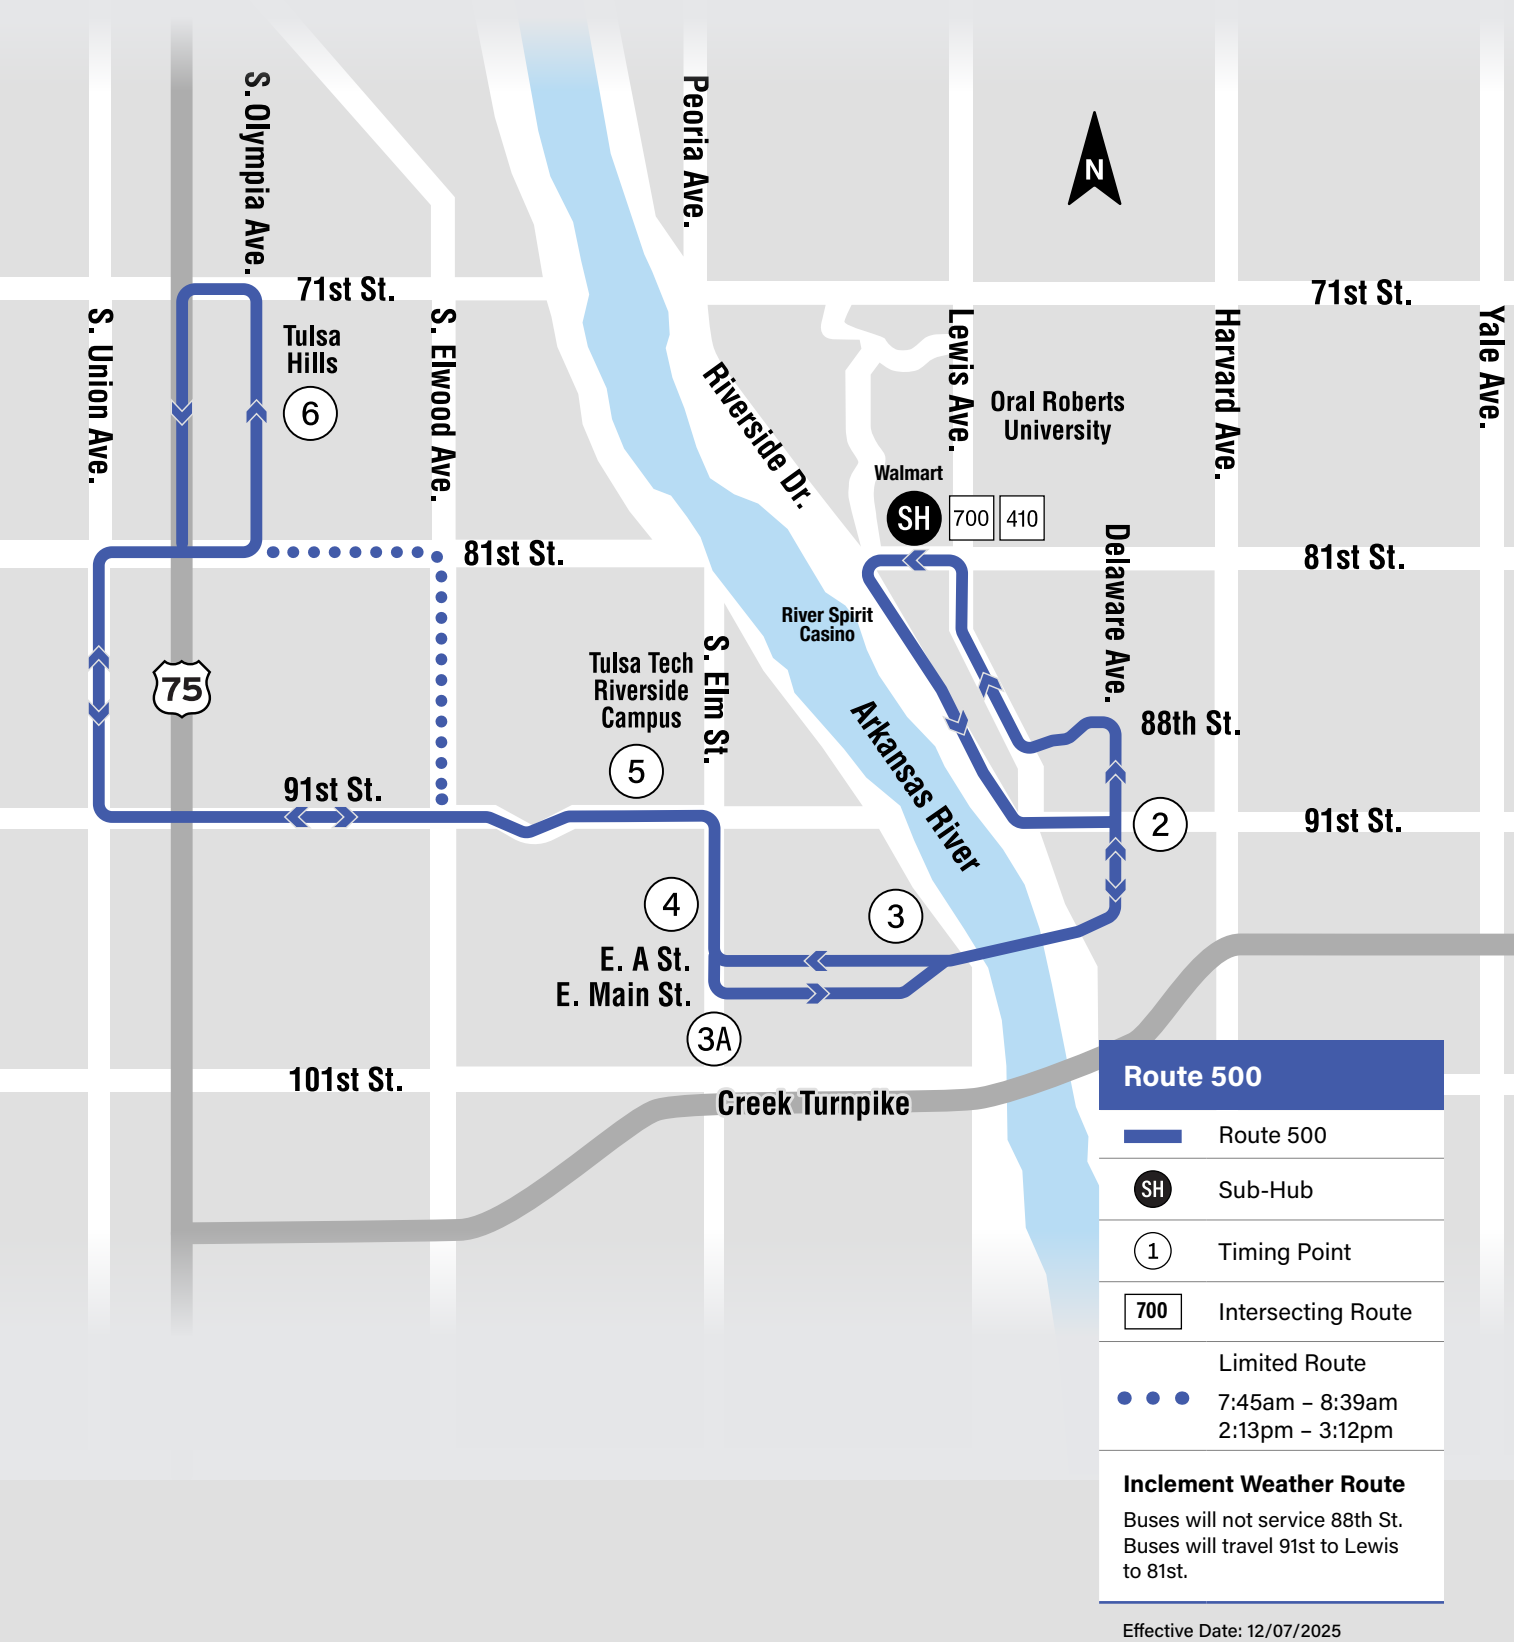 S. Olympia Ave.
Peoria Ave.
N
71st St.
71st St.
S. Union Ave.
Tulsa
Hills
6
S. Elwood Ave.
Lewis Ave.
Harvard Ave.
Yale Ave.
Riverside Dr.
Oral Roberts
University
Walmart
SH
700
410
Delaware Ave.
81st St.
81st St.
River Spirit
Casino
S. Elm St.
Tulsa Tech
Riverside
Campus
5
75
Arkansas River
88th St.
91st St.
2
91st St.
4
3
E. A St.
E. Main St.
3A
101st St.
Creek Turnpike
Route 500
Route 500
SH
Sub-Hub
1
Timing Point
700
Intersecting Route
Limited Route
7:45am – 8:39am
2:13pm – 3:12pm
Inclement Weather Route
Buses will not service 88th St.
Buses will travel 91st to Lewis
to 81st.
Effective Date: 12/07/2025